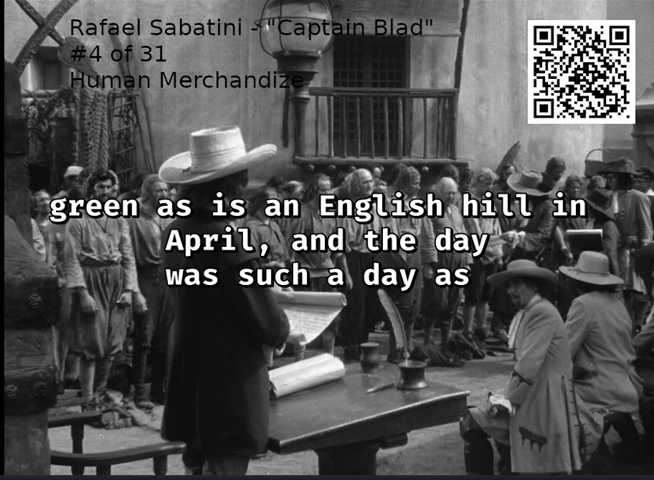 Rafael Sabatini - "Captain Blad"
#4 of 31
Human Merchandize
green as is an English hill in
April, and the day
was such a day as